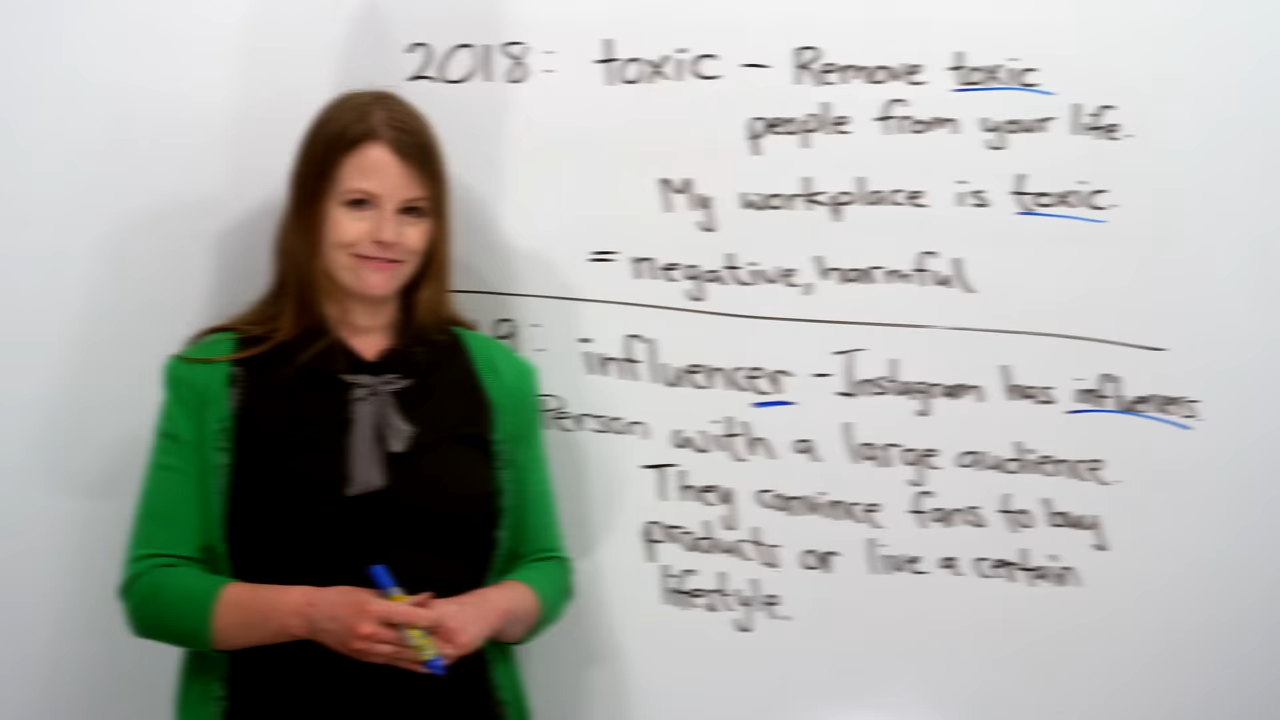 2018: toxic - Remove toxic
people from your life.
My workplace is toxic.
= negative, harmful
9: influencer - Instagram has
Person with a large audience.
They convince fans to buy
products or live a certain
lifestyle.